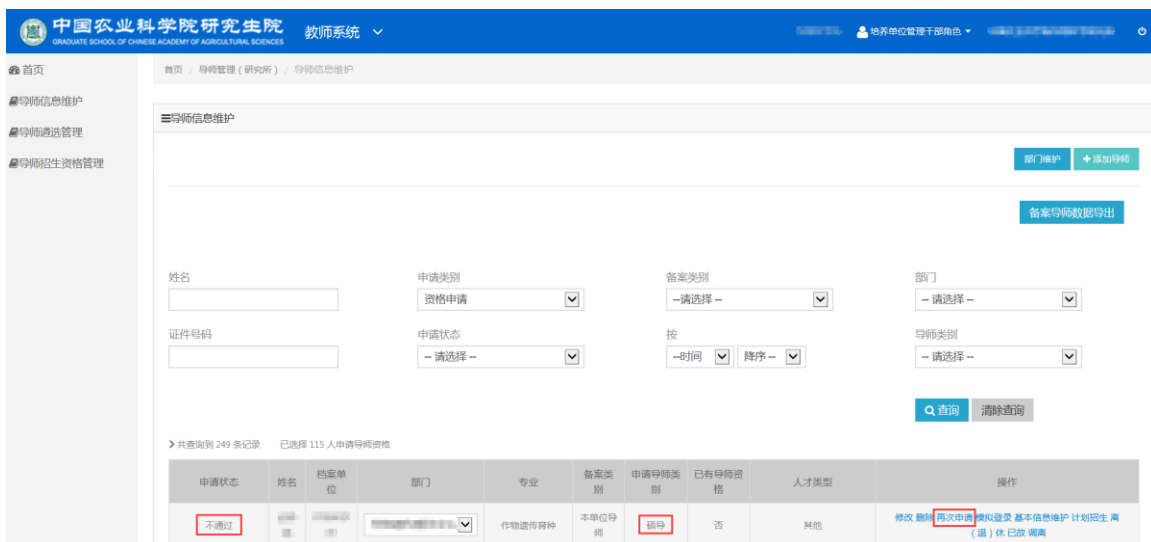 中国农业科学院研究生院
GRADUATE SCHOOL OF CHINESE ACADEMY OF AGRICULTURAL SCIENCES
教师系统
培养单位管理干部角色
首页
首页 / 导师管理（研究所） / 导师信息维护
导师信息维护
导师遴选管理
导师招生资格管理
导师信息维护
部门维护 +添加导师
备案导师数据导出
姓名 申请类别 备案类别 部门
资格申请 --请选择 -- -- 请选择 --
证件号码 申请状态 按 导师类别
-- 请选择 -- --时间 降序 -- -- 请选择 --
查询 清除查询
共查询到 249 条记录 已选择 115 人申请导师资格
申请状态 姓名 档案单位 部门 专业 备案类别 申请导师类别 已有导师资格 人才类型 操作
不通过 作物遗传育种 本单位导师 硕导 否 其他 修改 删除 再次申请 模拟登录 基本信息维护 计划招生 离
（退）休 已故 调离